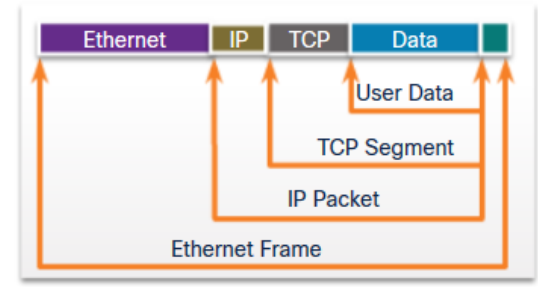 Ethernet IP TCP Data
User Data
TCP Segment
IP Packet
Ethernet Frame